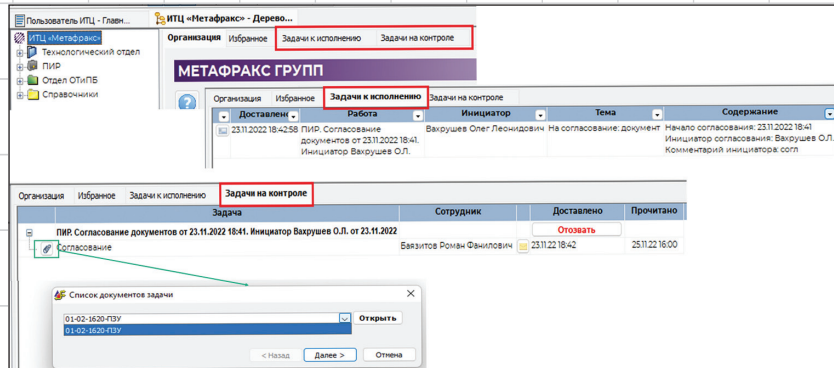 Пользователь ИТЦ - Главн...
ИТЦ «Метафракс» - Дерево...
ИТЦ «Метафракс»
Технологический отдел
ПИР
Отдел ОТиПБ
Справочники
Организация Избранное Задачи к исполнению Задачи на контроле
МЕТАФРАКС ГРУПП
Организация Избранное Задачи к исполнению Задачи на контроле
Доставлено Работа Инициатор Тема Содержание
23.11.2022 18:42:58 ПИР. Согласование Вахрушев Олег Леонидович На согласование: документ Начало согласования: 23.11.2022 18:41
документов от 23.11.2022 18:41. Инициатор согласования: Вахрушев О.Л.
Инициатор Вахрушев О.Л. Комментарий инициатора: согл
Организация Избранное Задачи к исполнению Задачи на контроле
Задача Сотрудник Доставлено Прочитано
ПИР. Согласование документов от 23.11.2022 18:41. Инициатор Вахрушев О.Л. от 23.11.2022 Отозвать
Согласование Баязитов Роман Фанилович 23.11.22 18:42 25.11.22 16:00
Список документов задачи
01-02-1620-ПЗУ Открыть
01-02-1620-ПЗУ
< Назад Далее > Отмена